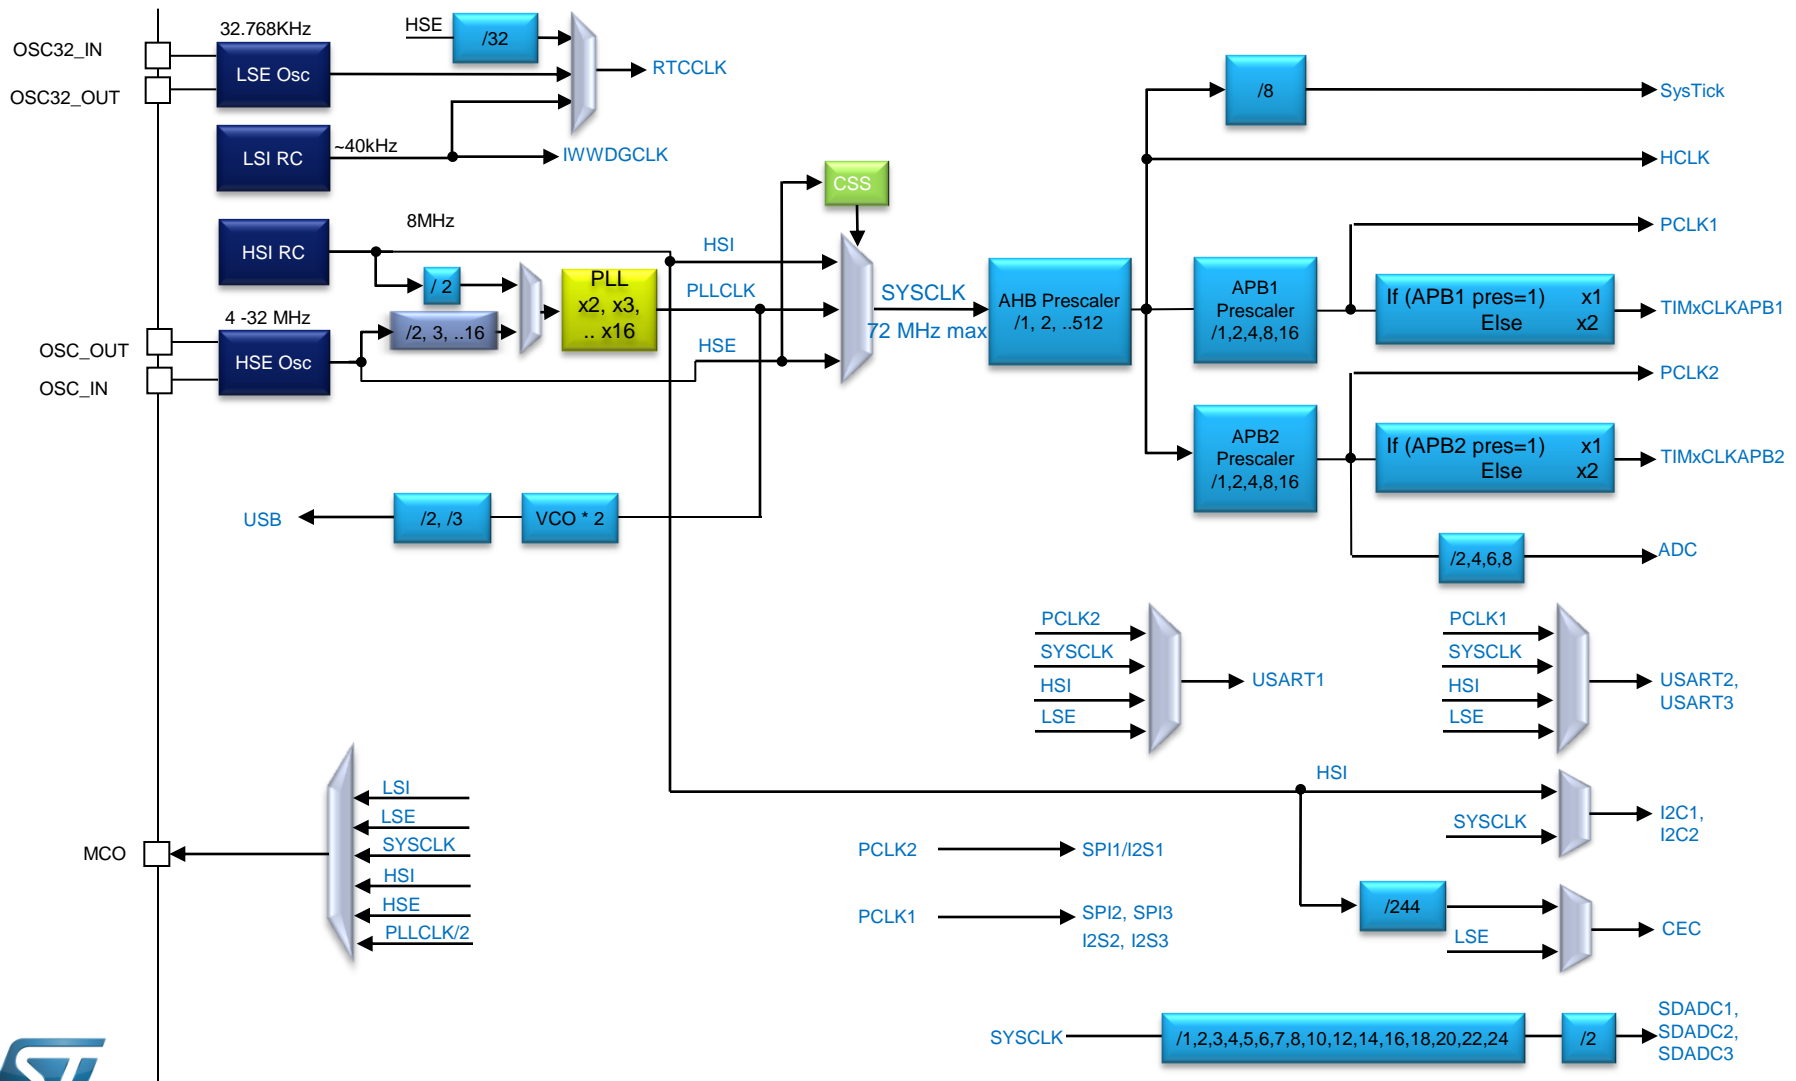 32.768KHz
OSC32_IN
OSC32_OUT
LSE Osc
HSE
/32
RTCCLK
LSI RC
~40kHz
IWWDGCLK
/8
SysTick
HCLK
CSS
HSI RC
8MHz
/ 2
HSI
PLL
x2, x3,
.. x16
PLLCLK
4 -32 MHz
/2, 3, ..16
OSC_OUT
OSC_IN
HSE Osc
HSE
SYSCLK
72 MHz max
AHB Prescaler
/1, 2, ..512
APB1
Prescaler
/1,2,4,8,16
PCLK1
If (APB1 pres=1) x1
Else x2
TIMxCLKAPB1
PCLK2
APB2
Prescaler
/1,2,4,8,16
If (APB2 pres=1) x1
Else x2
TIMxCLKAPB2
USB
/2, /3
VCO * 2
/2,4,6,8
ADC
PCLK2
SYSCLK
HSI
LSE
USART1
PCLK1
SYSCLK
HSI
LSE
USART2,
USART3
MCO
LSI
LSE
SYSCLK
HSI
HSE
PLLCLK/2
HSI
SYSCLK
I2C1,
I2C2
PCLK2
SPI1/I2S1
PCLK1
SPI2, SPI3
I2S2, I2S3
/244
LSE
CEC
SYSCLK
/1,2,3,4,5,6,7,8,10,12,14,16,18,20,22,24
/2
SDADC1,
SDADC2,
SDADC3
ST